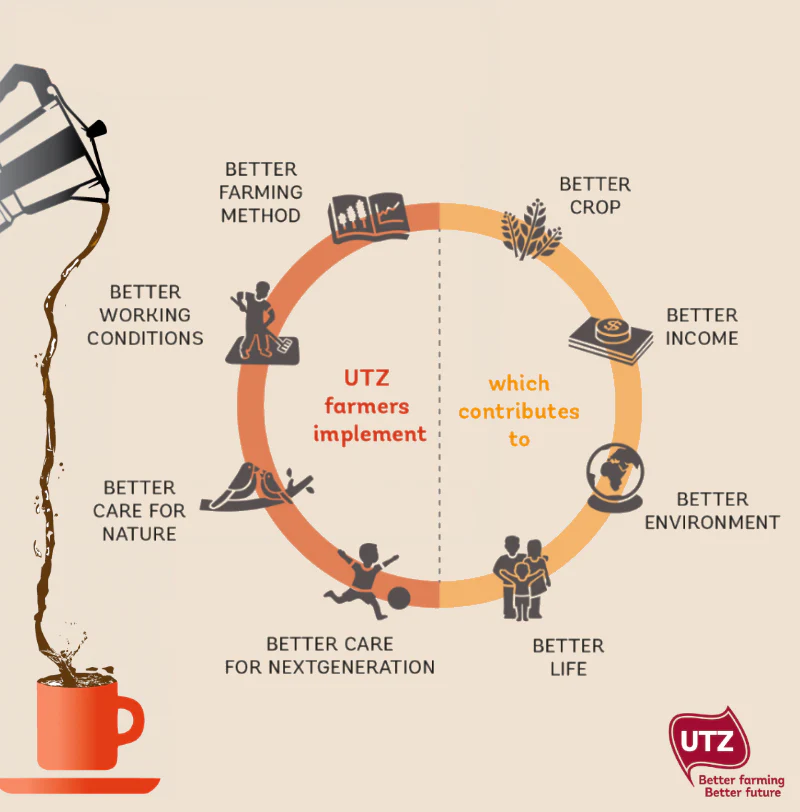 BETTER
FARMING
METHOD
BETTER
CROP
BETTER
WORKING
CONDITIONS
BETTER
INCOME
UTZ
farmers
implement
which
contributes
to
BETTER
CARE FOR
NATURE
BETTER
ENVIRONMENT
BETTER CARE
FOR NEXTGENERATION
BETTER
LIFE
UTZ
Better farming
Better future